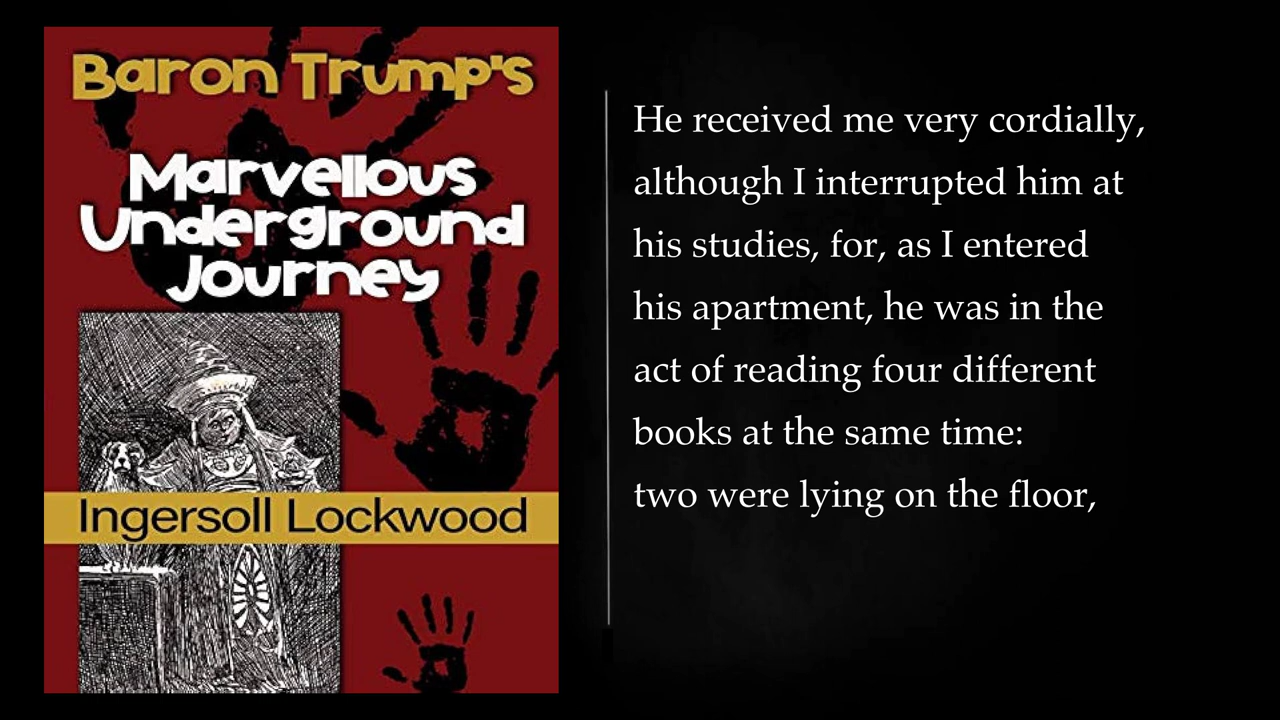 Baron Trump's
Marvellous
Underground
Journey
Ingersoll Lockwood
He received me very cordially,
although I interrupted him at
his studies, for, as I entered
his apartment, he was in the
act of reading four different
books at the same time:
two were lying on the floor,